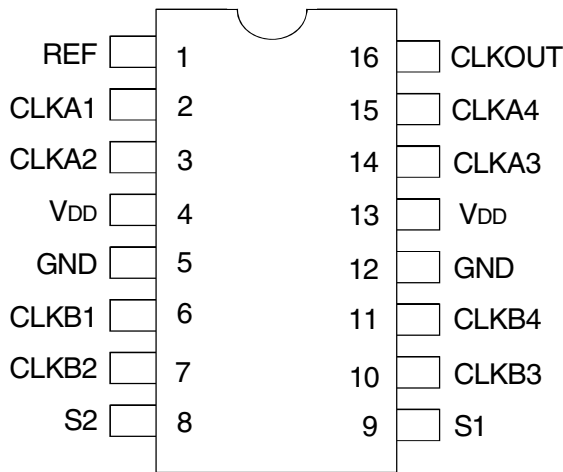 REF 1 16 CLKOUT
CLKA1 2 15 CLKA4
CLKA2 3 14 CLKA3
VDD 4 13 VDD
GND 5 12 GND
CLKB1 6 11 CLKB4
CLKB2 7 10 CLKB3
S2 8 9 S1